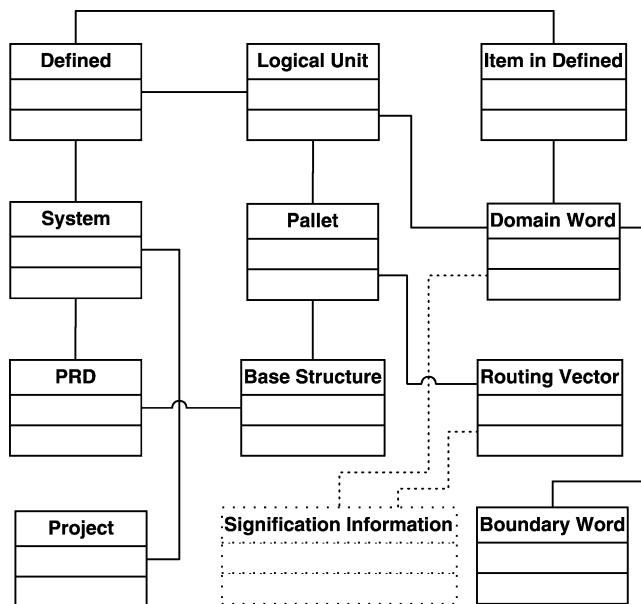 Defined
Logical Unit
Item in Defined
System
Pallet
Domain Word
PRD
Base Structure
Routing Vector
Project
Signification Information
Boundary Word